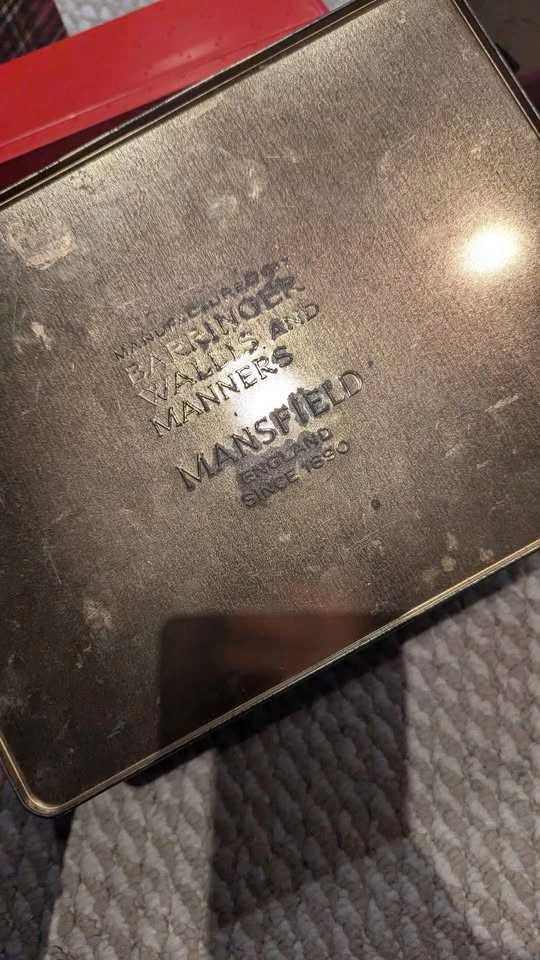 MANUFACTURED BY
BARRINGER
WALLIS AND
MANNERS
MANSFIELD
ENGLAND
SINCE 1690